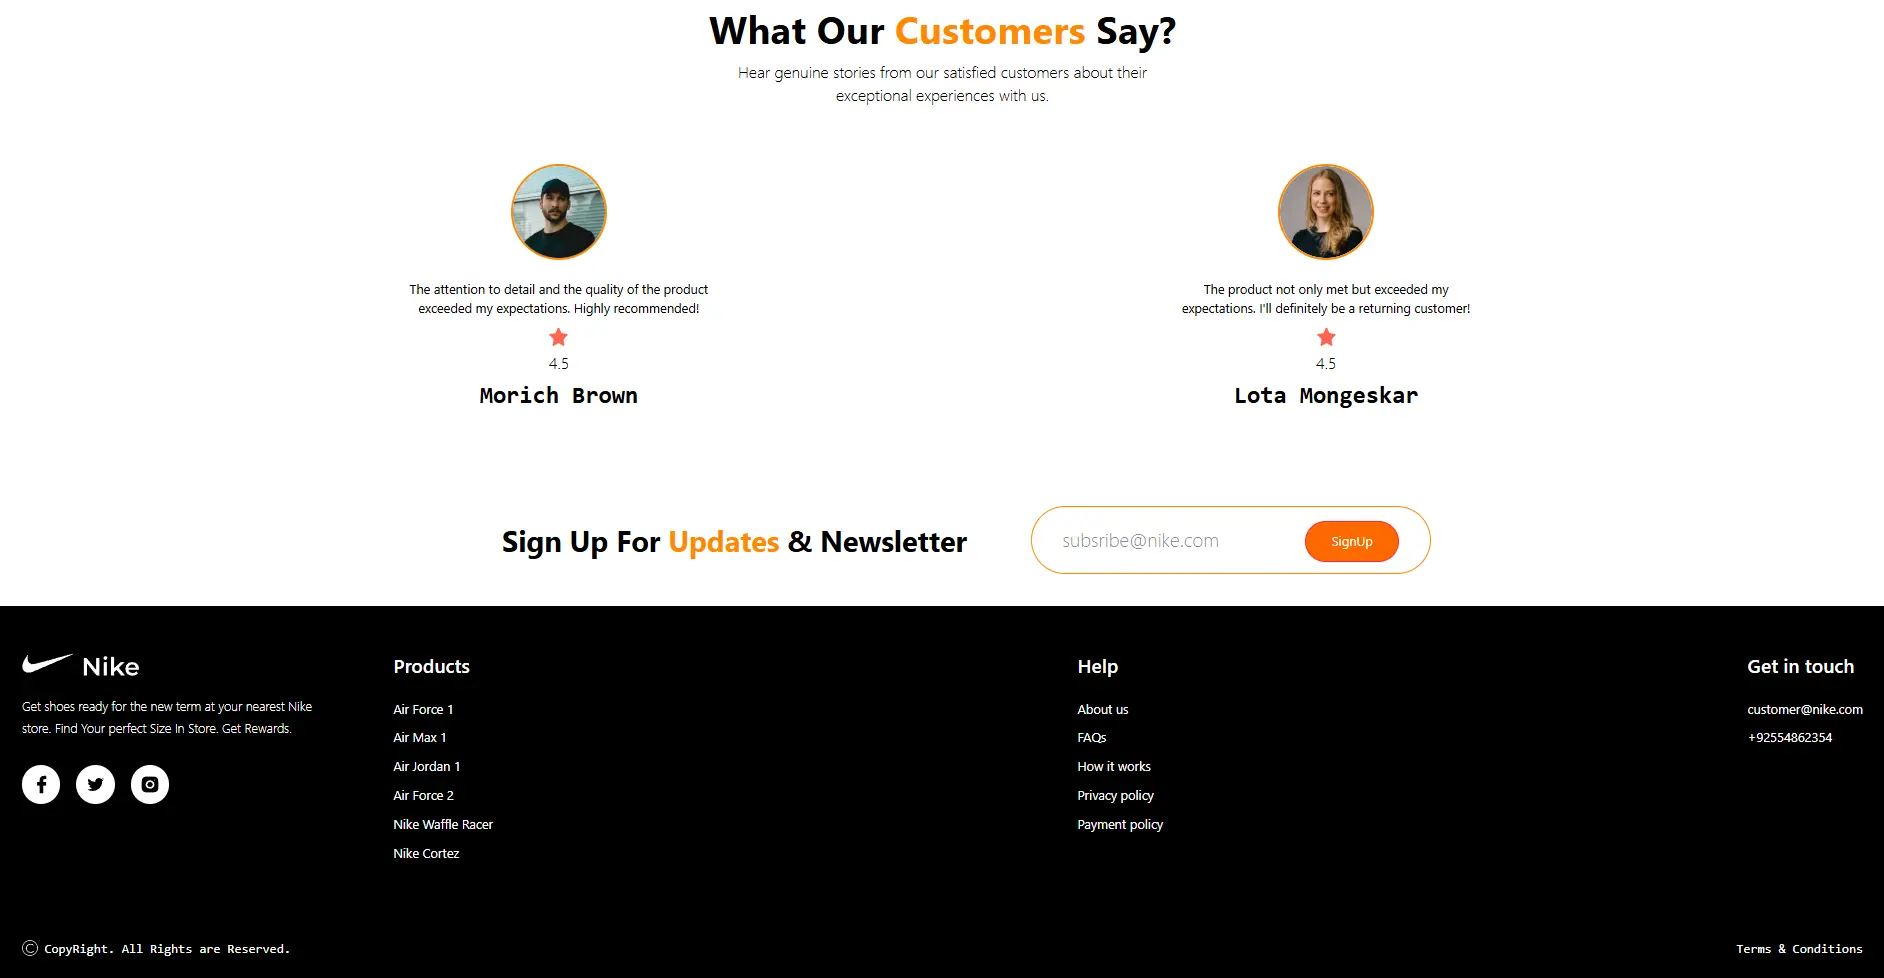 What Our Customers Say?
Hear genuine stories from our satisfied customers about their
exceptional experiences with us.
The attention to detail and the quality of the product
exceeded my expectations. Highly recommended!
4.5
Morich Brown
The product not only met but exceeded my
expectations. I'll definitely be a returning customer!
4.5
Lota Mongeskar
Sign Up For Updates & Newsletter
subsribe@nike.com
SignUp
Nike
Get shoes ready for the new term at your nearest Nike
store. Find Your perfect Size In Store. Get Rewards.
Products
Air Force 1
Air Max 1
Air Jordan 1
Air Force 2
Nike Waffle Racer
Nike Cortez
Help
About us
FAQs
How it works
Privacy policy
Payment policy
Get in touch
customer@nike.com
+92554862354
© CopyRight. All Rights are Reserved.
Terms & Conditions